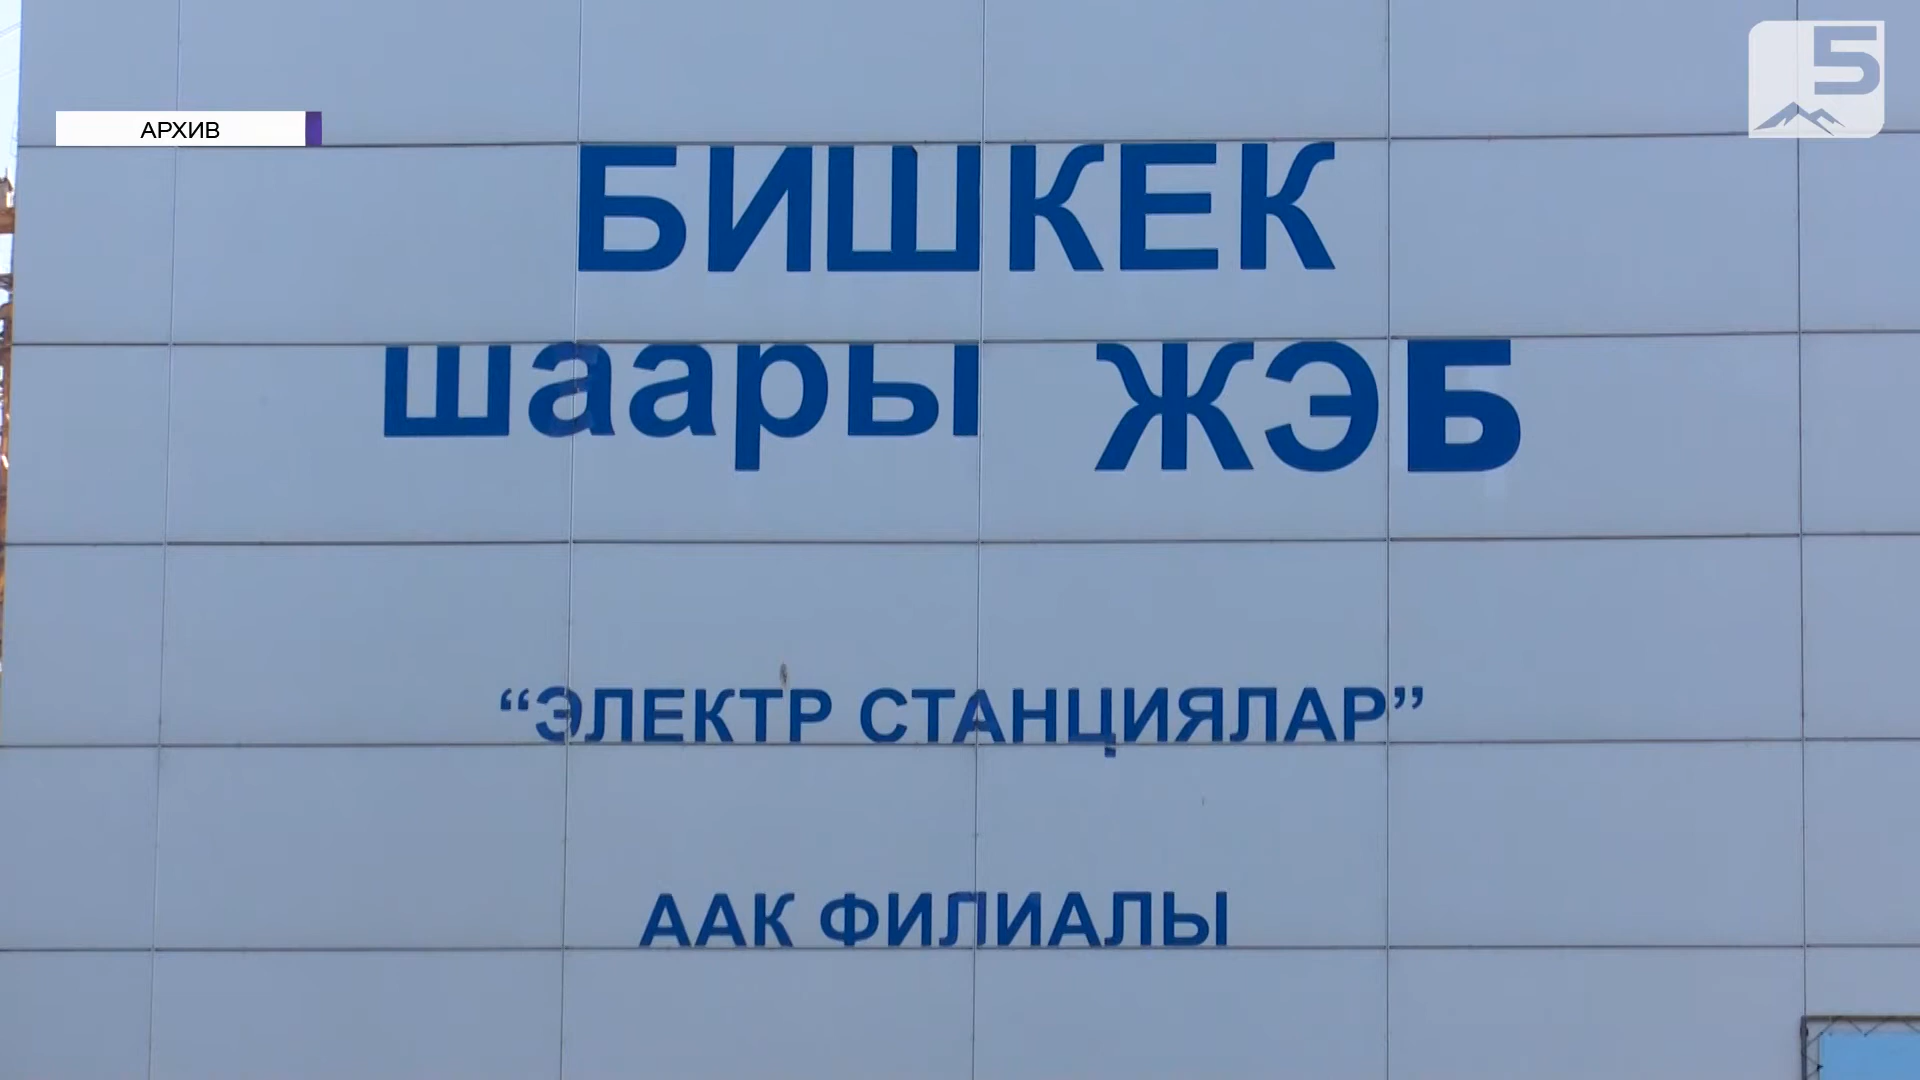 5
АРХИВ
БИШКЕК
шаары ЖЭБ
“ЭЛЕКТР СТАНЦИЯЛАР”
ААК ФИЛИАЛЫ